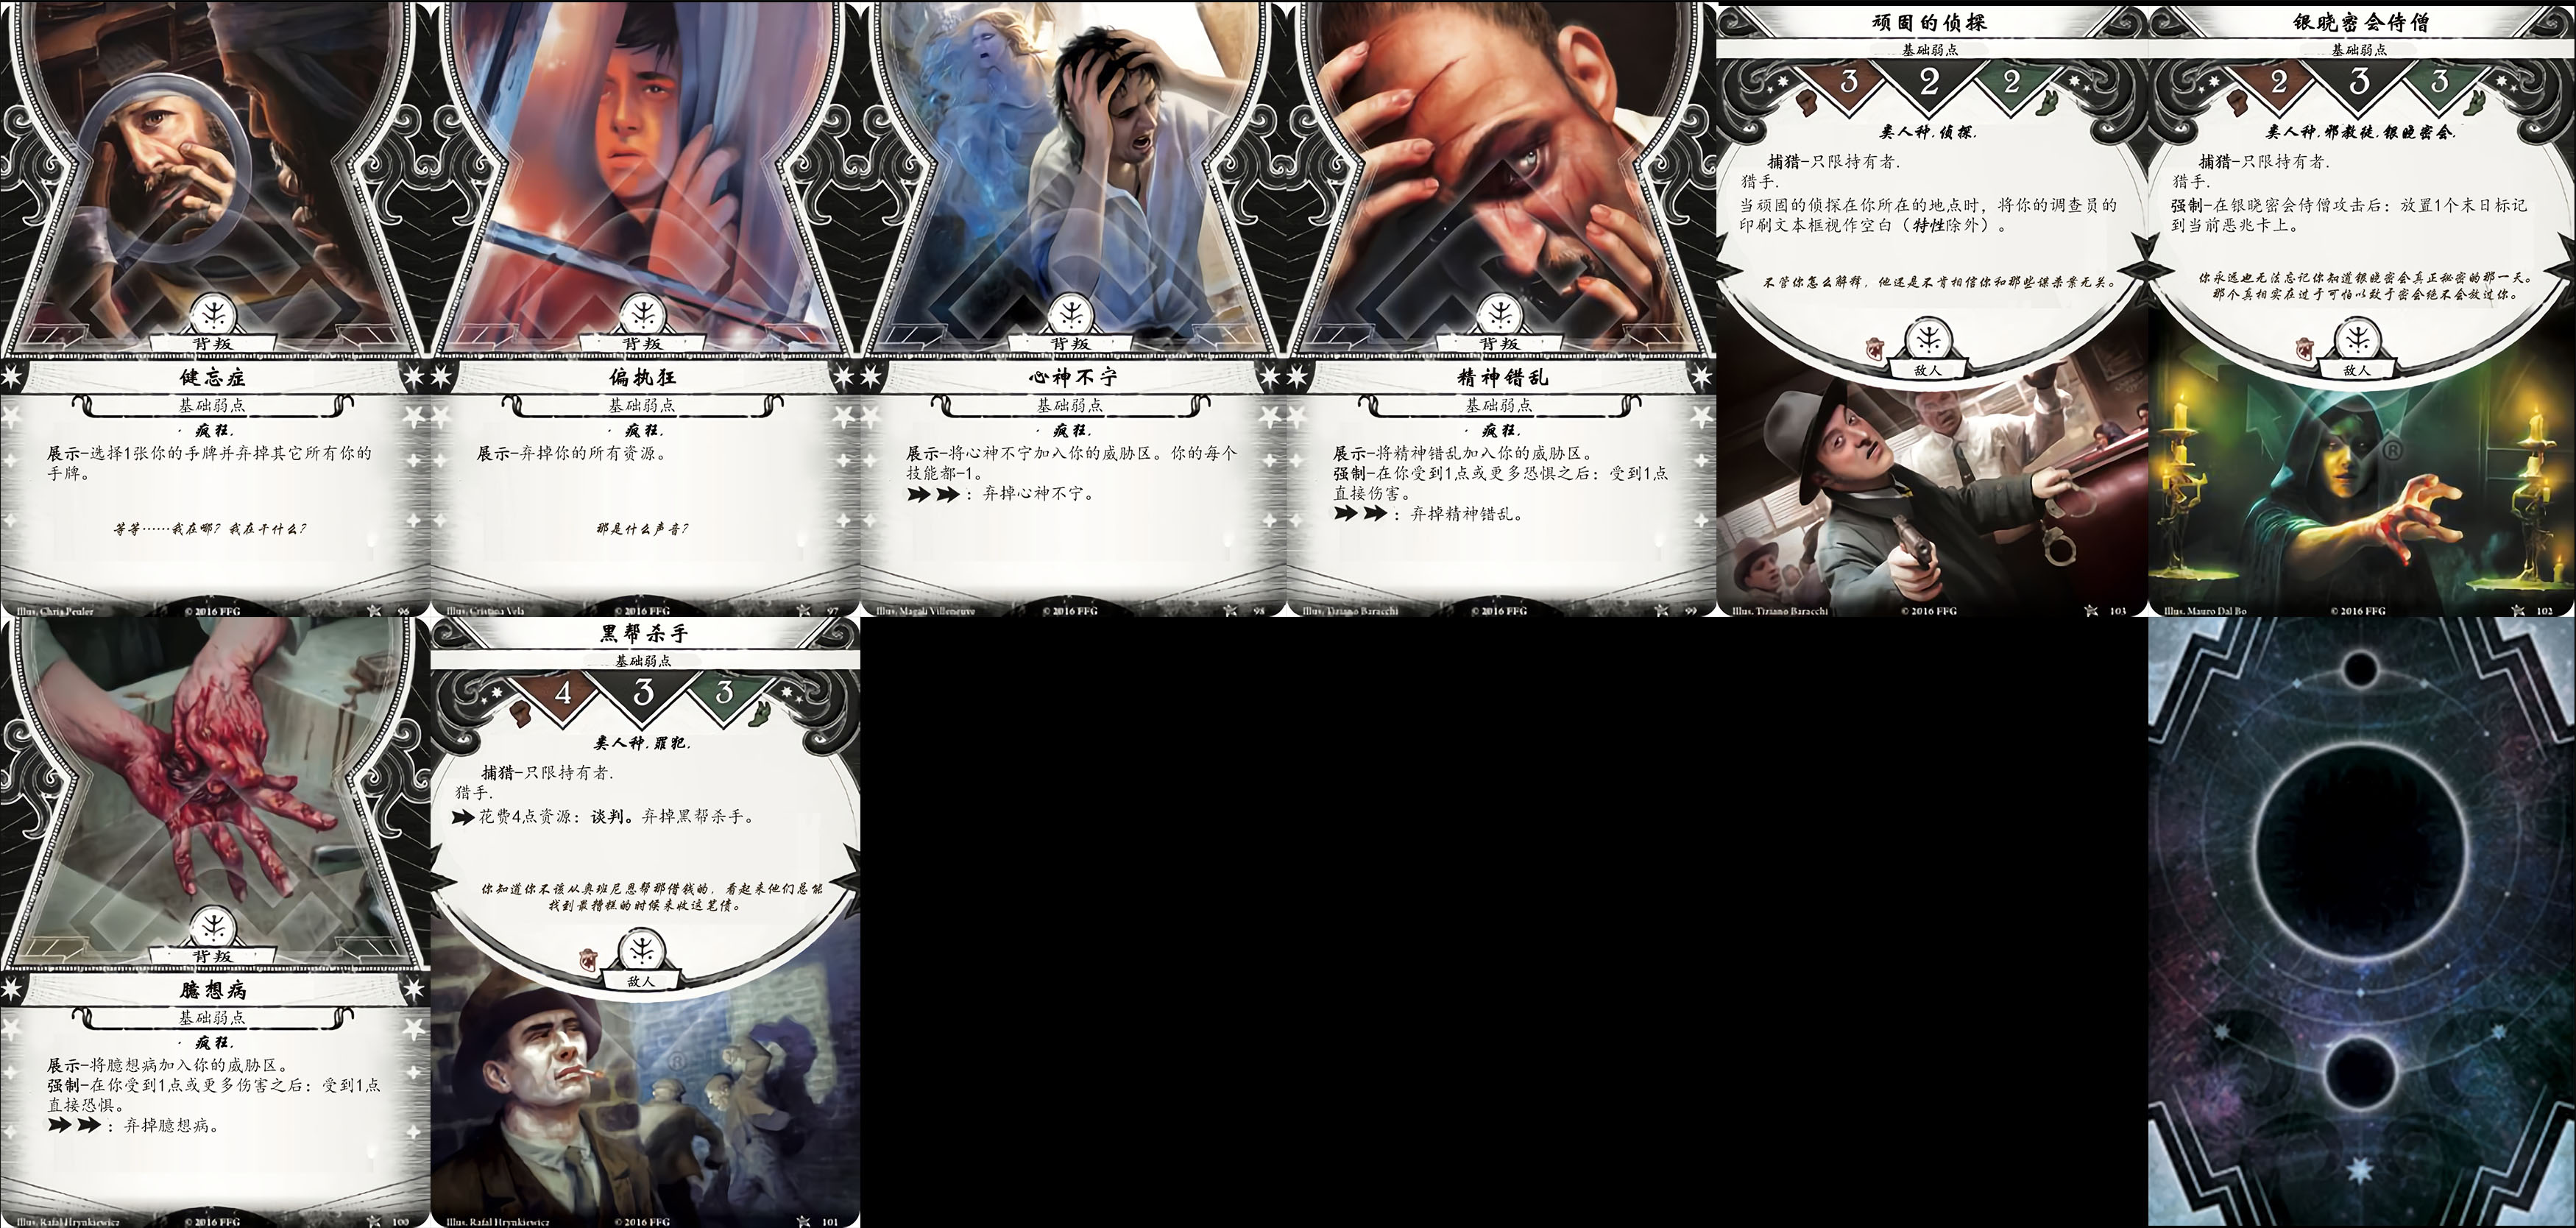 背叛
健忘症
基础弱点
疯狂.
展示-选择1张你的手牌并弃掉其它所有你的
手牌。
等等……我在哪？我在干什么？
Illus. Chris Peuler
© 2016 FFG
96
背叛
偏执狂
基础弱点
疯狂.
展示-弃掉你的所有资源。
那是什么声音？
Illus. Cristina Vela
© 2016 FFG
97
背叛
心神不宁
基础弱点
疯狂.
展示-将心神不宁加入你的威胁区。你的每个
技能都-1。
：弃掉心神不宁。
Illus. Magali Villeneuve
© 2016 FFG
98
背叛
精神错乱
基础弱点
疯狂.
展示-将精神错乱加入你的威胁区。
强制-在你受到1点或更多恐惧之后：受到1点
直接伤害。
：弃掉精神错乱。
Illus. Tiziano Baracchi
© 2016 FFG
99
顽固的侦探
基础弱点
3 2 2
类人种.侦探.
捕猎-只限持有者.
猎手.
当顽固的侦探在你所在的地点时，将你的调查员的
印刷文本框视作空白（特性除外）。
不管你怎么解释，他还是不肯相信你和那些谋杀案无关。
敌人
Illus. Tiziano Baracchi
© 2016 FFG
103
银晓密会侍僧
基础弱点
2 3 3
类人种.邪教徒.银晓密会.
捕猎-只限持有者.
猎手.
强制-在银晓密会侍僧攻击后：放置1个末日标记
到当前恶兆卡上。
你永远也无法忘记你知道银晓密会真正秘密的那一天。
那个真相实在过于可怕以致于密会绝不会放过你。
敌人
®
Illus. Mauro Dal Bo
© 2016 FFG
102
背叛
臆想病
基础弱点
疯狂.
展示-将臆想病加入你的威胁区。
强制-在你受到1点或更多伤害之后：受到1点
直接恐惧。
：弃掉臆想病。
Illus. Rafal Hrynkiewicz
© 2016 FFG
100
黑帮杀手
基础弱点
4 3 3
类人种.罪犯.
捕猎-只限持有者.
猎手.
花费4点资源：谈判。弃掉黑帮杀手。
你知道你不该从奥班尼恩帮那借钱的，看起来他们总能
找到最糟糕的时候来收这笔债。
敌人
®
Illus. Rafal Hrynkiewicz
© 2016 FFG
101